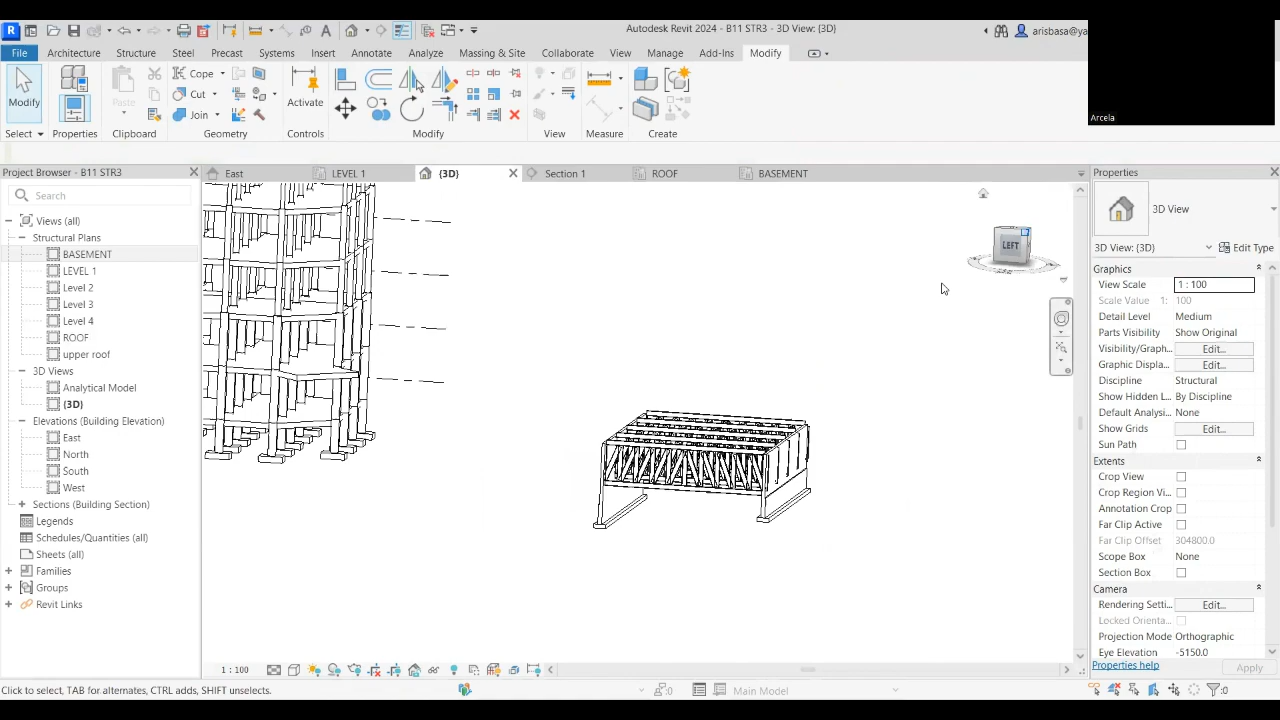 Autodesk Revit 2024 - B11 STR3 - 3D View: {3D}
arisbasa@ya
File Architecture Structure Steel Precast Systems Insert Annotate Analyze Massing & Site Collaborate View Manage Add-Ins Modify
Modify Paste Cope Cut Join Activate
Arcela
Select Properties Clipboard Geometry Controls Modify View Measure Create
Project Browser - B11 STR3
East LEVEL 1 {3D} Section 1 ROOF BASEMENT
Properties
Search
Views (all)
Structural Plans
BASEMENT
LEVEL 1
Level 2
Level 3
Level 4
ROOF
upper roof
3D Views
Analytical Model
{3D}
Elevations (Building Elevation)
East
North
South
West
Sections (Building Section)
Legends
Schedules/Quantities (all)
Sheets (all)
Families
Groups
Revit Links
LEFT
3D View
3D View: {3D} Edit Type
Graphics
View Scale 1 : 100
Scale Value 1: 100
Detail Level Medium
Parts Visibility Show Original
Visibility/Graph... Edit...
Graphic Displa... Edit...
Discipline Structural
Show Hidden L... By Discipline
Default Analysi... None
Show Grids Edit...
Sun Path
Extents
Crop View
Crop Region Vi...
Annotation Crop
Far Clip Active
Far Clip Offset 304800.0
Scope Box None
Section Box
Camera
Rendering Setti... Edit...
Locked Orienta...
Projection Mode Orthographic
Eye Elevation -5150.0
Properties help Apply
1 : 100
Click to select, TAB for alternates, CTRL adds, SHIFT unselects. :0 Main Model :0